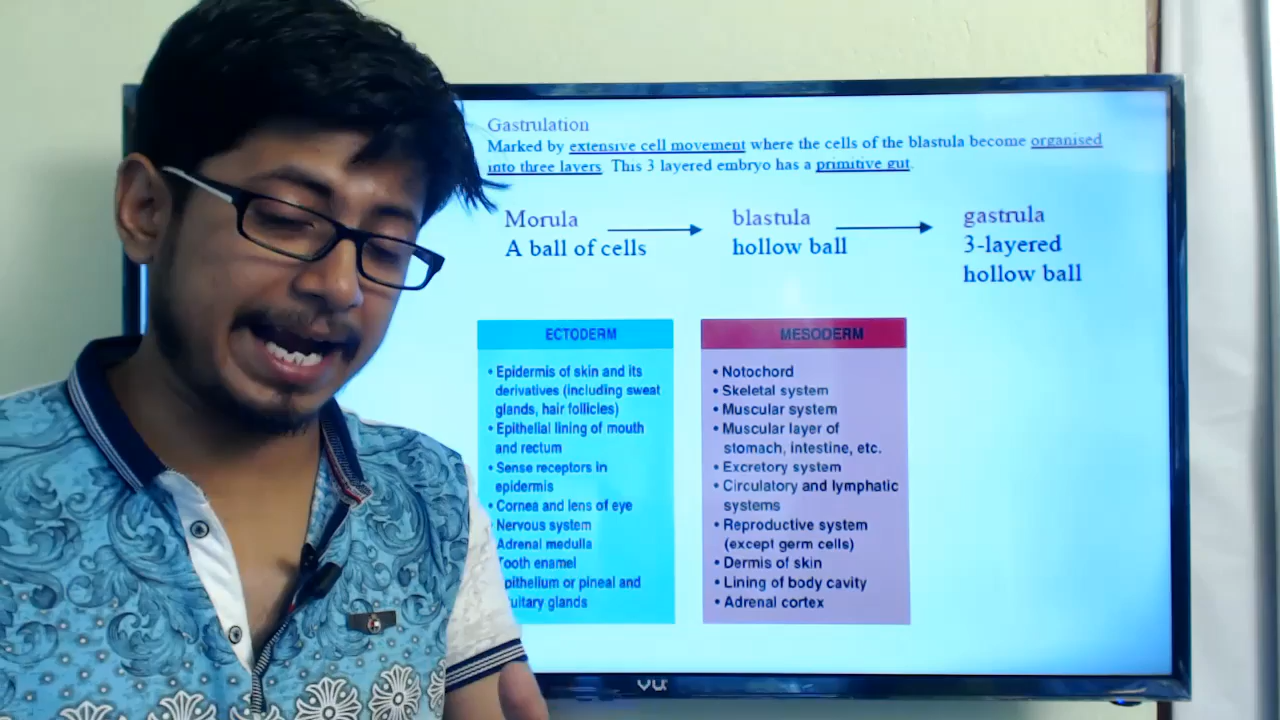 Gastrulation
Marked by extensive cell movement where the cells of the blastula become organised
into three layers. This 3 layered embryo has a primitive gut.
Morula
A ball of cells
blastula
hollow ball
gastrula
3-layered
hollow ball
ECTODERM
• Epidermis of skin and its
derivatives (including sweat
glands, hair follicles)
• Epithelial lining of mouth
and rectum
• Sense receptors in
epidermis
• Cornea and lens of eye
Nervous system
Adrenal medulla
Tooth enamel
pithelium or pineal and
tuitary glands
MESODERM
• Notochord
• Skeletal system
• Muscular system
• Muscular layer of
stomach, intestine, etc.
• Excretory system
• Circulatory and lymphatic
systems
• Reproductive system
(except germ cells)
• Dermis of skin
• Lining of body cavity
• Adrenal cortex
VU